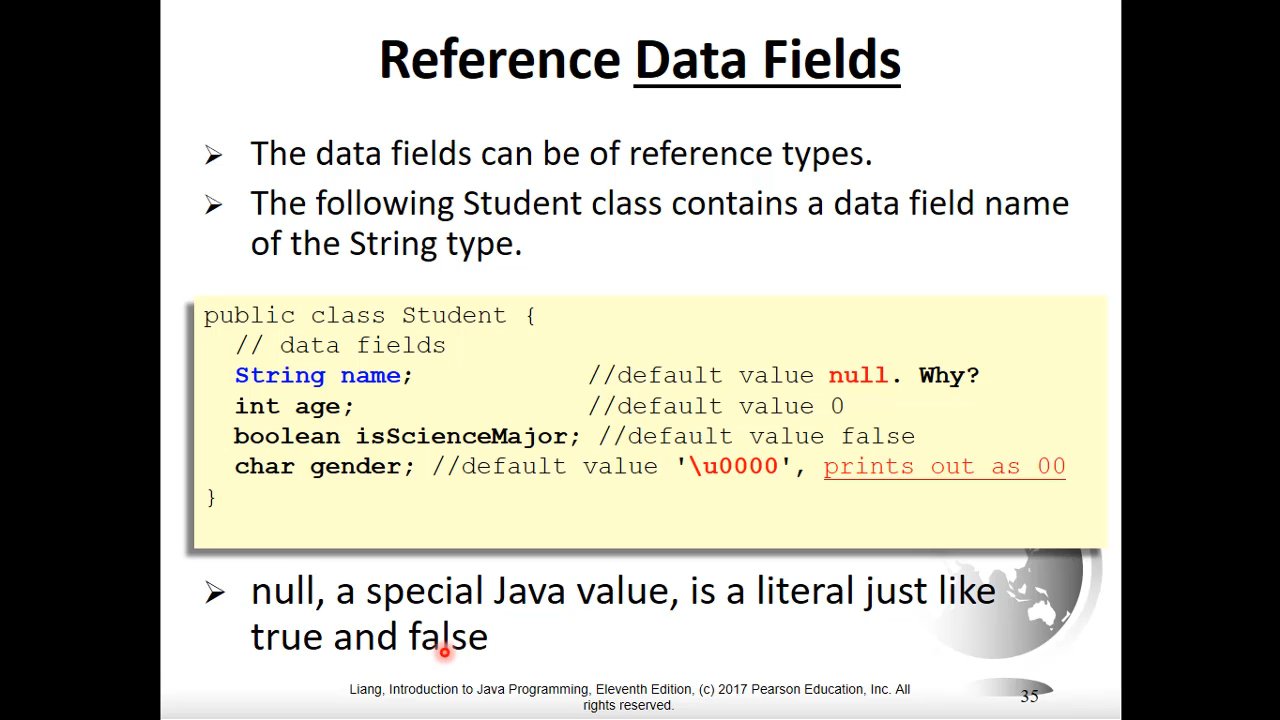 Reference Data Fields
➢ The data fields can be of reference types.
➢ The following Student class contains a data field name
of the String type.
public class Student {
// data fields
String name; //default value null. Why?
int age; //default value 0
boolean isScienceMajor; //default value false
char gender; //default value '\u0000', prints out as 00
}
➢ null, a special Java value, is a literal just like
true and false
Liang, Introduction to Java Programming, Eleventh Edition, (c) 2017 Pearson Education, Inc. All
rights reserved.
35